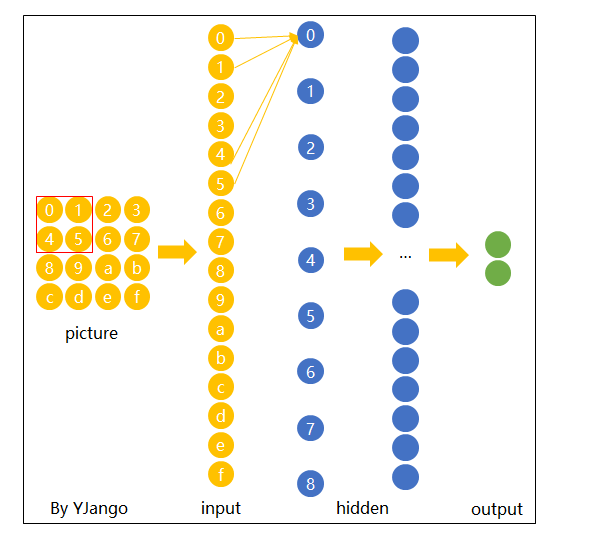 0 1 2 3
4 5 6 7
8 9 a b
c d e f
picture
By YJango
0
1
2
3
4
5
6
7
8
9
a
b
c
d
e
f
input
0
1
2
3
4
5
6
7
8
hidden
...
output